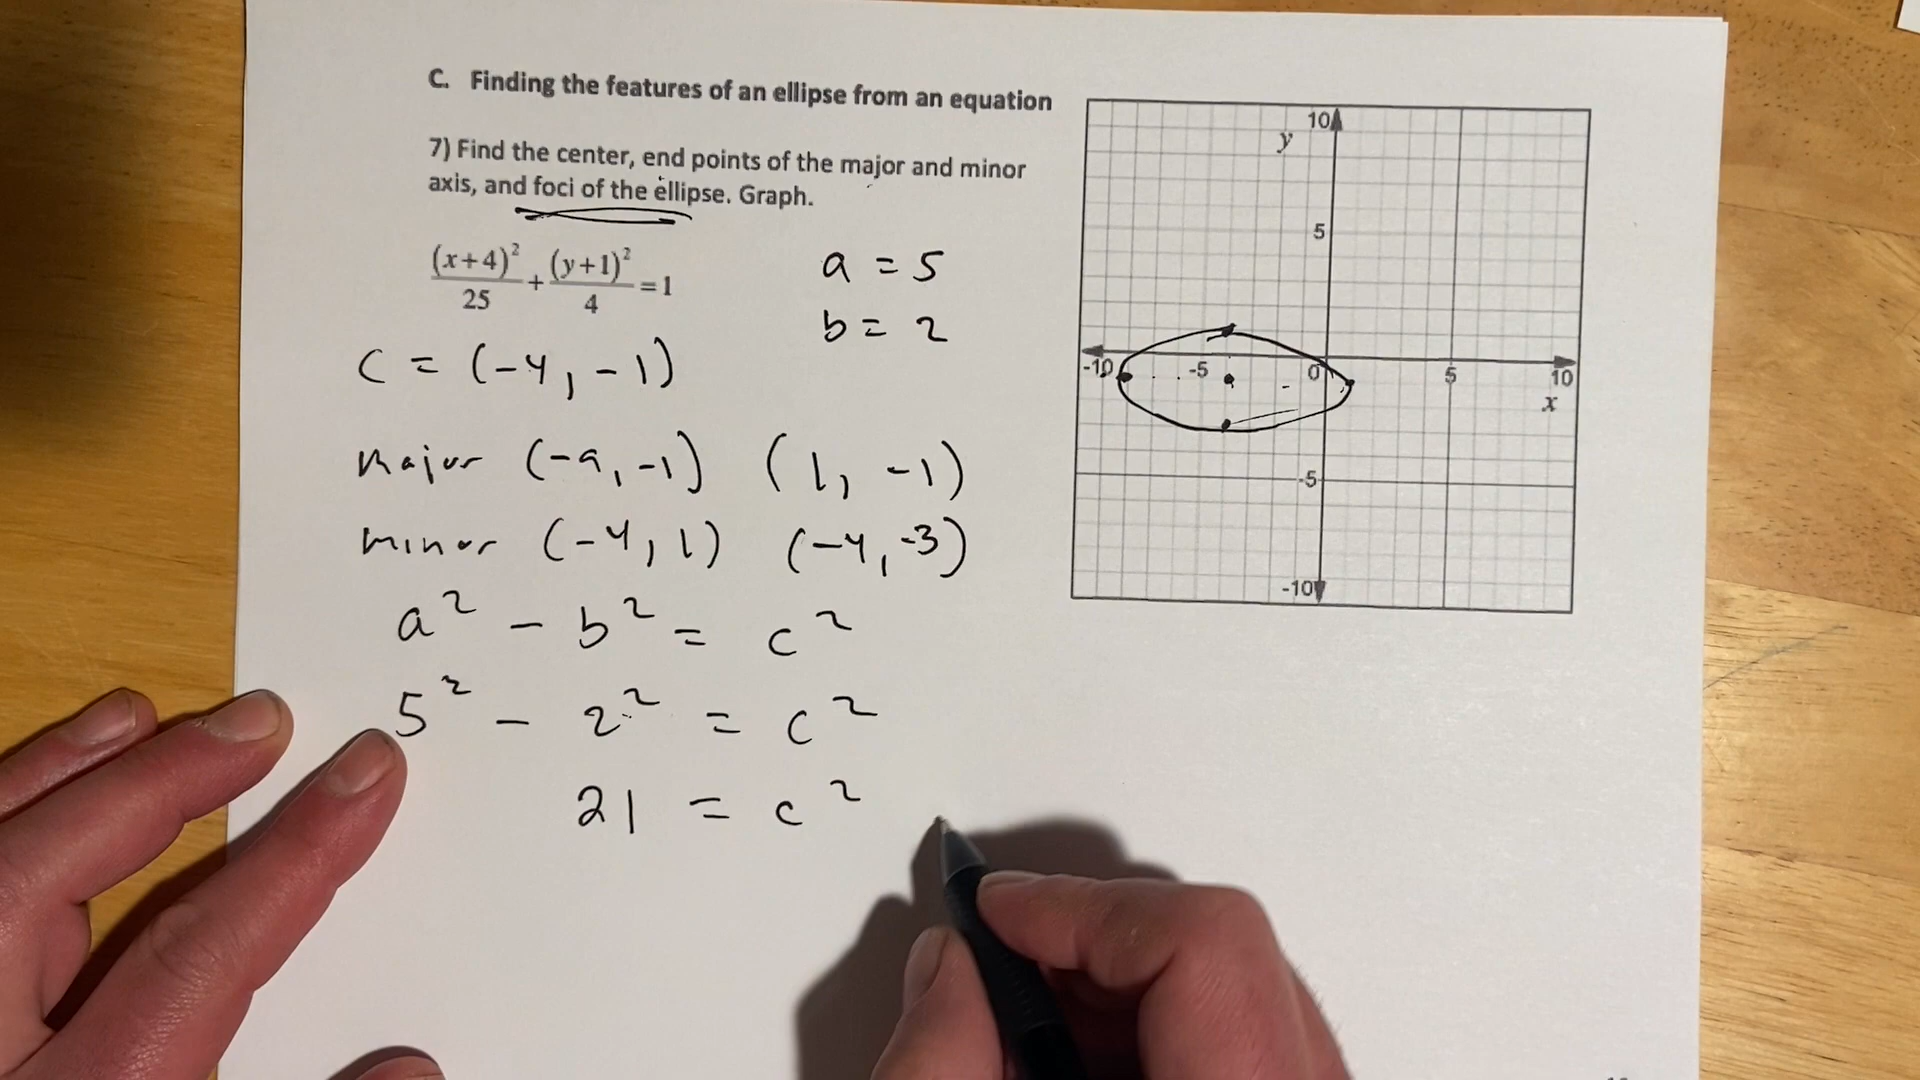 C. Finding the features of an ellipse from an equation
7) Find the center, end points of the major and minor
axis, and foci of the ellipse. Graph.
(x+4)²/25 + (y+1)²/4 = 1
a = 5
b = 2
C = (-4, -1)
major (-9, -1) (1, -1)
minor (-4, 1) (-4, -3)
a² - b² = c²
5² - 2² = c²
21 = c²
10
y
5
-10 -5 0 5 10
x
-5
-10